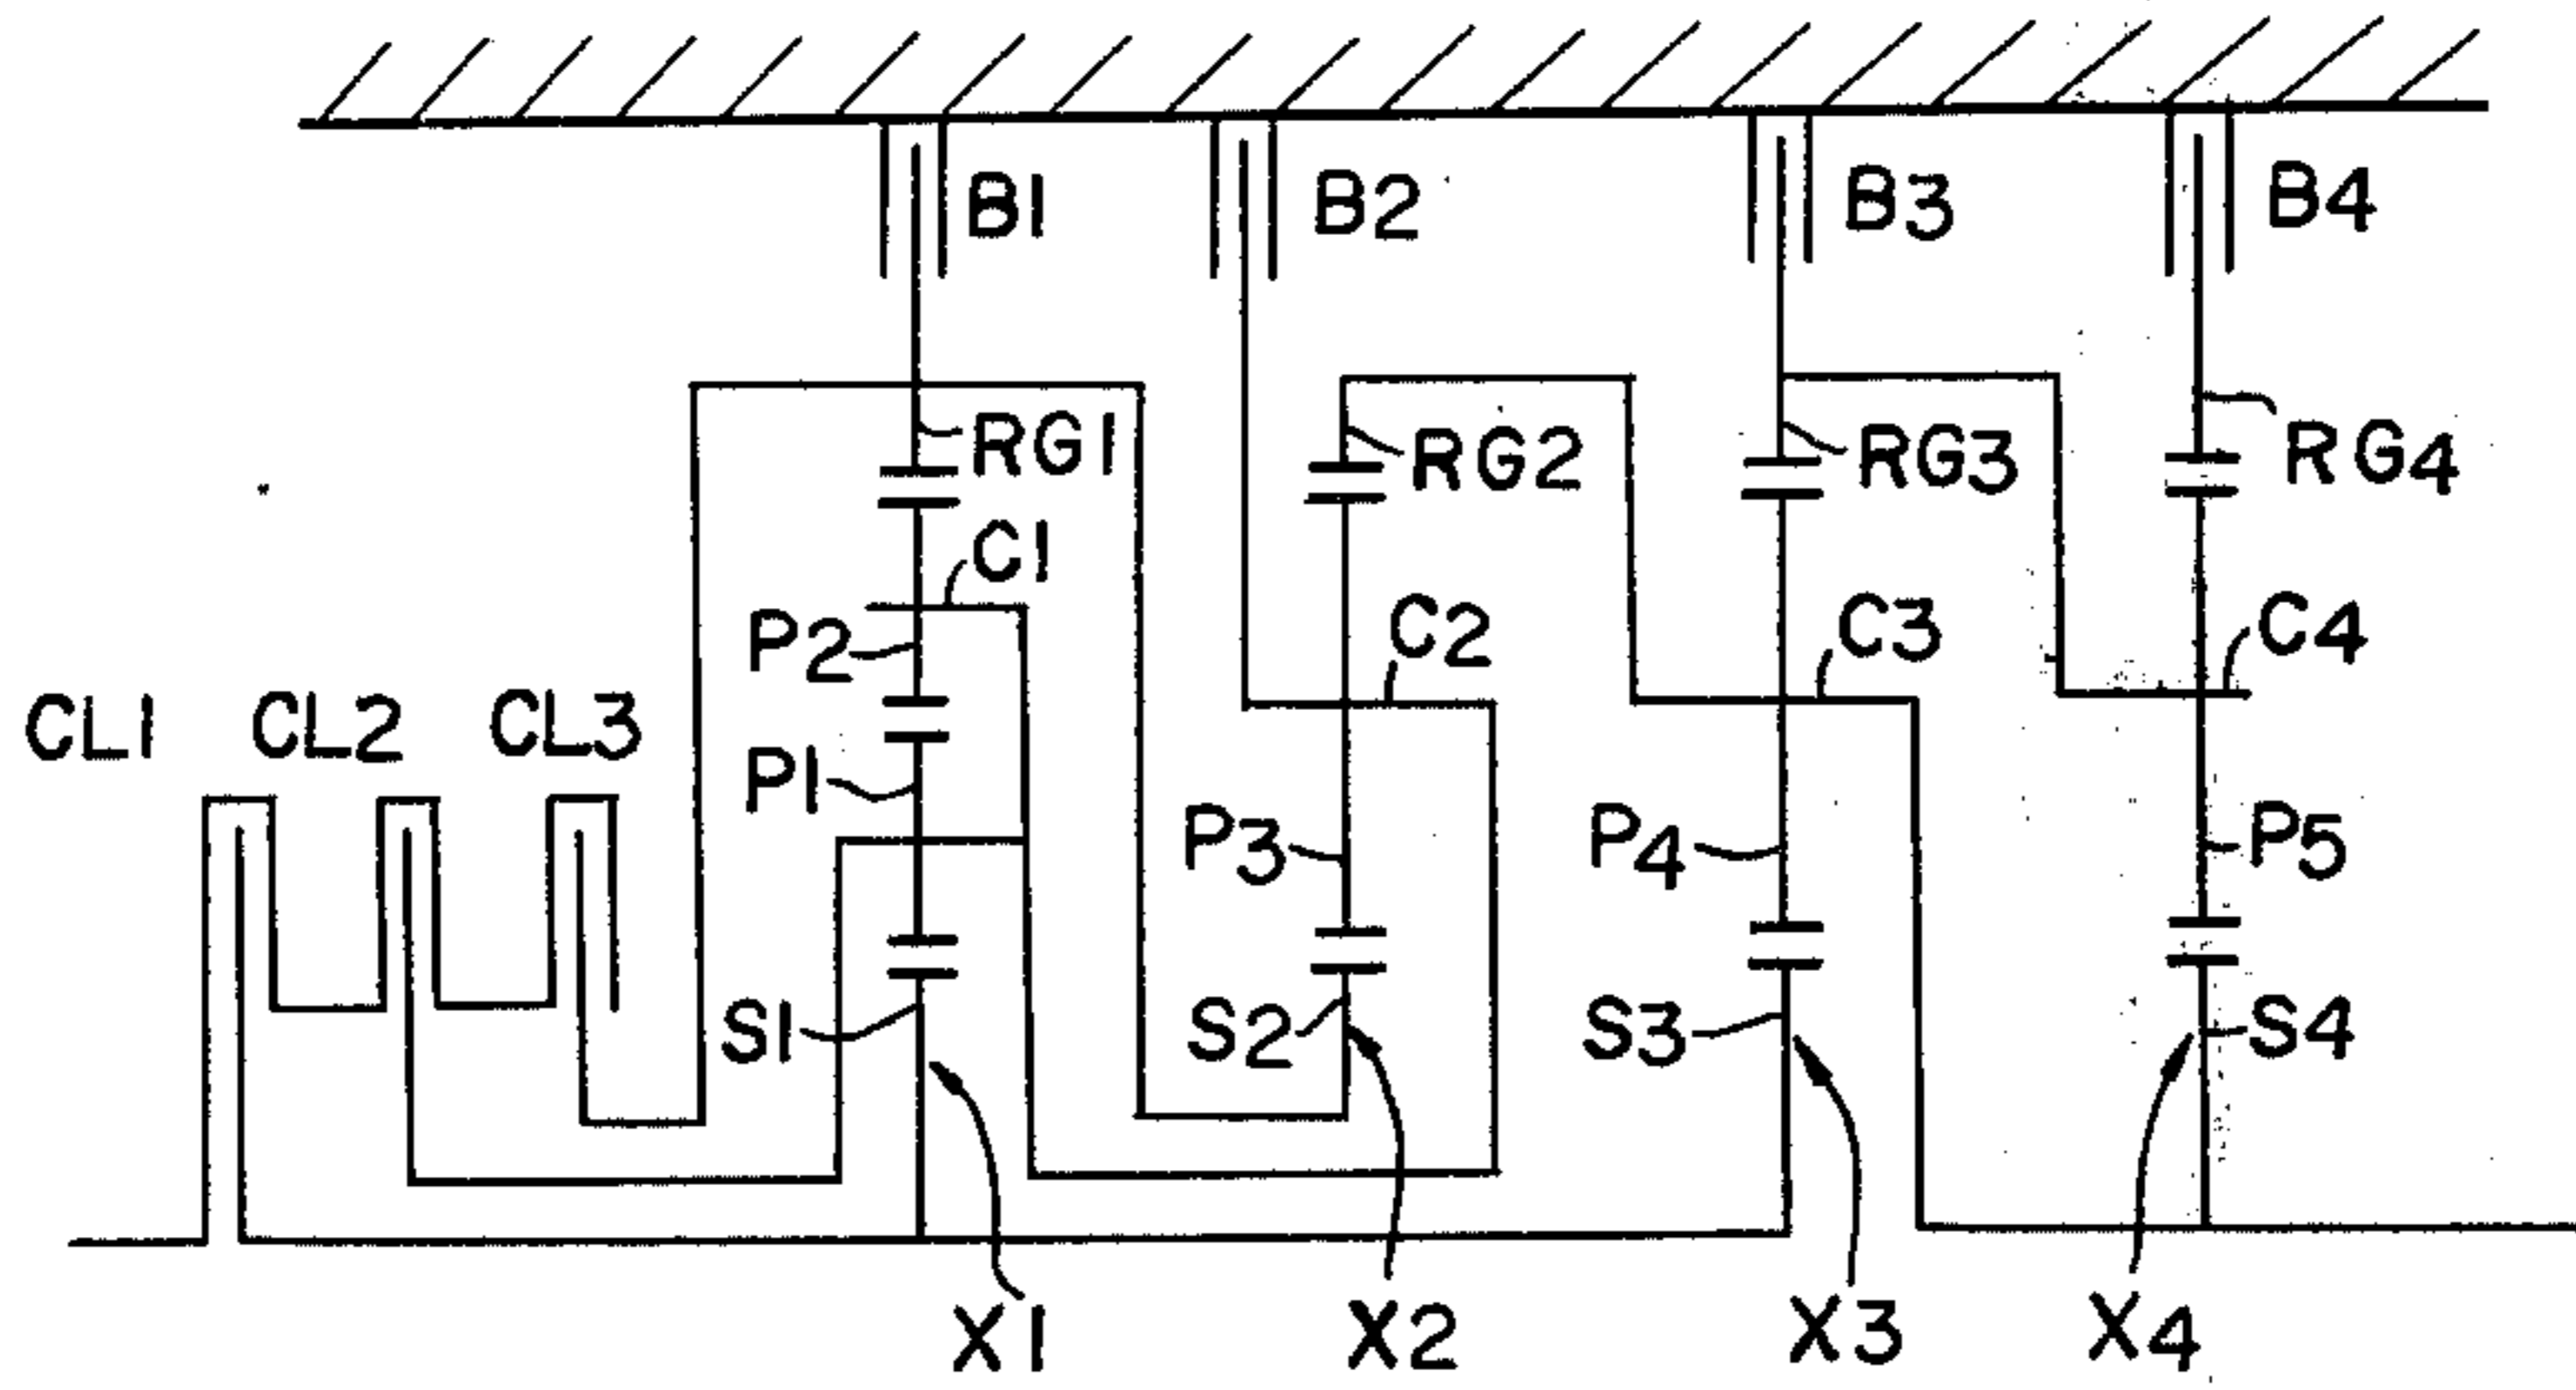 B1 B2 B3 B4
RG1 RG2 RG3 RG4
C1
P2 C2 C3 C4
CL1 CL2 CL3
P1 P3 P4 P5
S1 S2 S3 S4
X1 X2 X3 X4